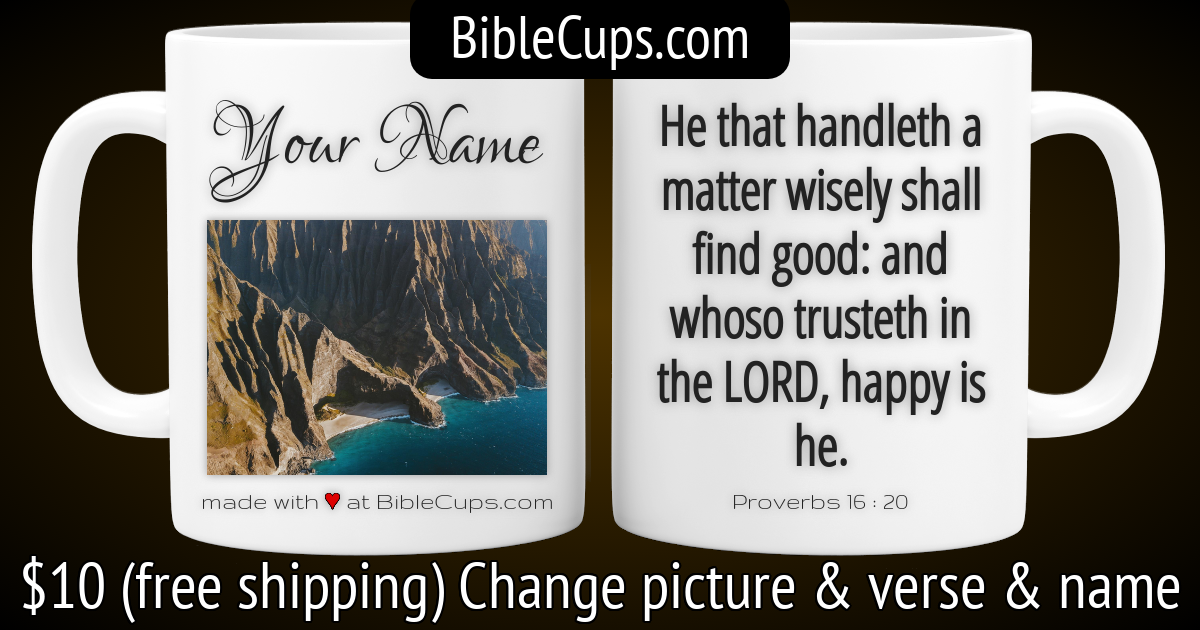 BibleCups.com
Your Name
made with ♥ at BibleCups.com
He that handleth a
matter wisely shall
find good: and
whoso trusteth in
the LORD, happy is
he.
Proverbs 16 : 20
$10 (free shipping) Change picture & verse & name